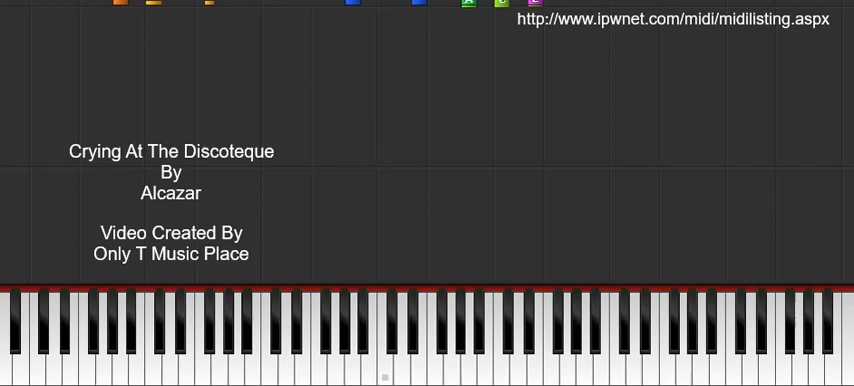 http://www.ipwnet.com/midi/midilisting.aspx
Crying At The Discoteque
By
Alcazar
Video Created By
Only T Music Place